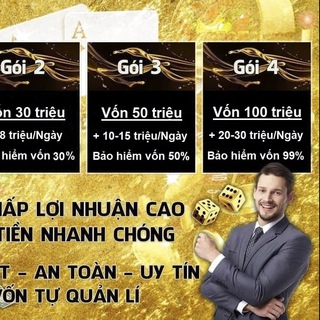 Gói 2
Gói 3
Gói 4
ốn 30 triệu
Vốn 50 triệu
Vốn 100 triệu
8 triệu/Ngày
+ 10-15 triệu/Ngày
+ 20-30 triệu/Ngày
hiểm vốn 30%
Bảo hiểm vốn 50%
Bảo hiểm vốn 99%
HẤP LỢI NHUẬN CAO
TIỀN NHANH CHÓNG
T – AN TOÀN – UY TÍN
VỐN TỰ QUẢN LÍ